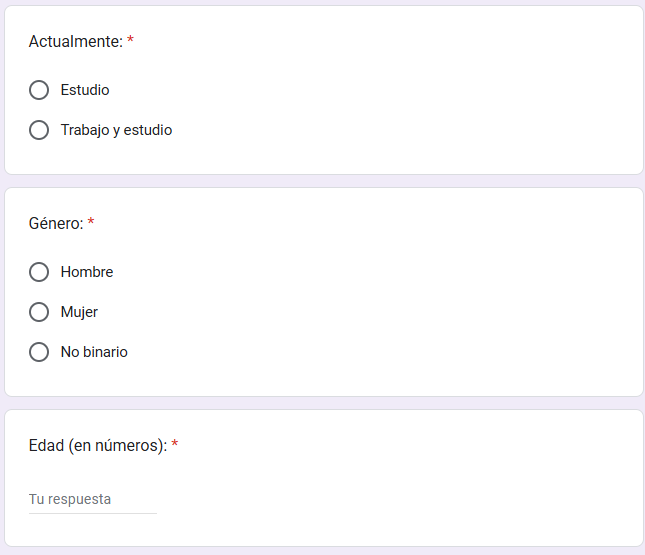 Actualmente: *
Estudio
Trabajo y estudio
Género: *
Hombre
Mujer
No binario
Edad (en números): *
Tu respuesta